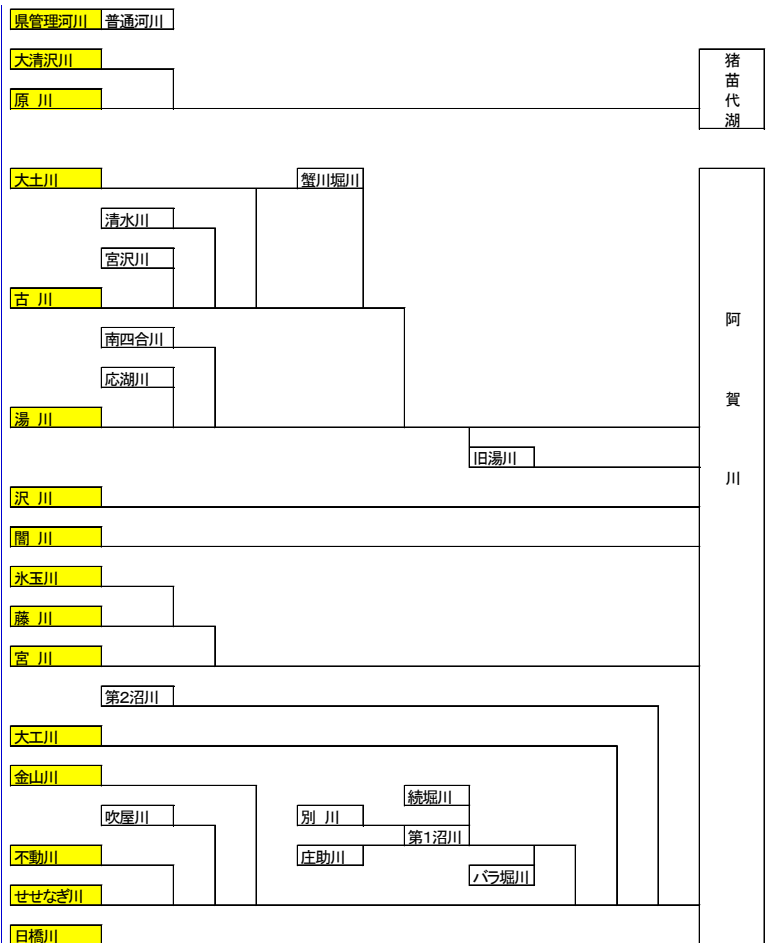 県管理河川 普通河川
大清沢川
原 川
猪苗代湖
大土川 蟹川堀川
清水川
宮沢川
古 川
南四合川
応湖川
湯 川
旧湯川
阿賀川
沢 川
闇 川
氷玉川
藤 川
宮 川
第2沼川
大工川
金山川
続堀川
吹屋川 別 川
第1沼川
不動川 庄助川
バラ堀川
せせなぎ川
日橋川